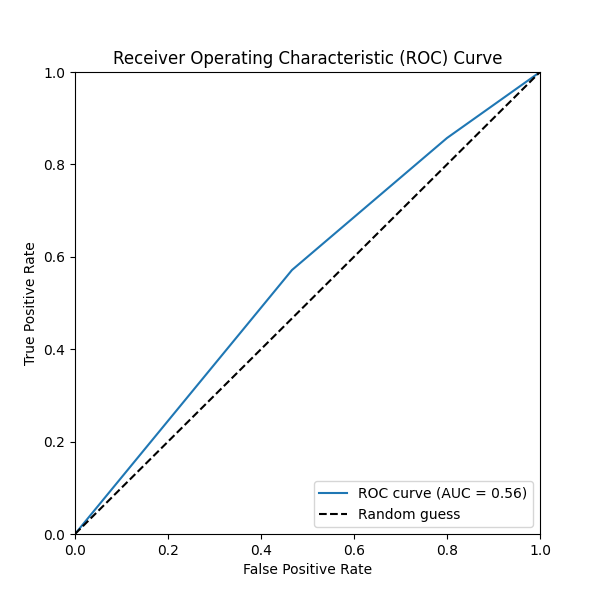 Receiver Operating Characteristic (ROC) Curve
1.0
0.8
0.6
0.4
0.2
0.0
True Positive Rate
ROC curve (AUC = 0.56)
Random guess
0.0 0.2 0.4 0.6 0.8 1.0
False Positive Rate